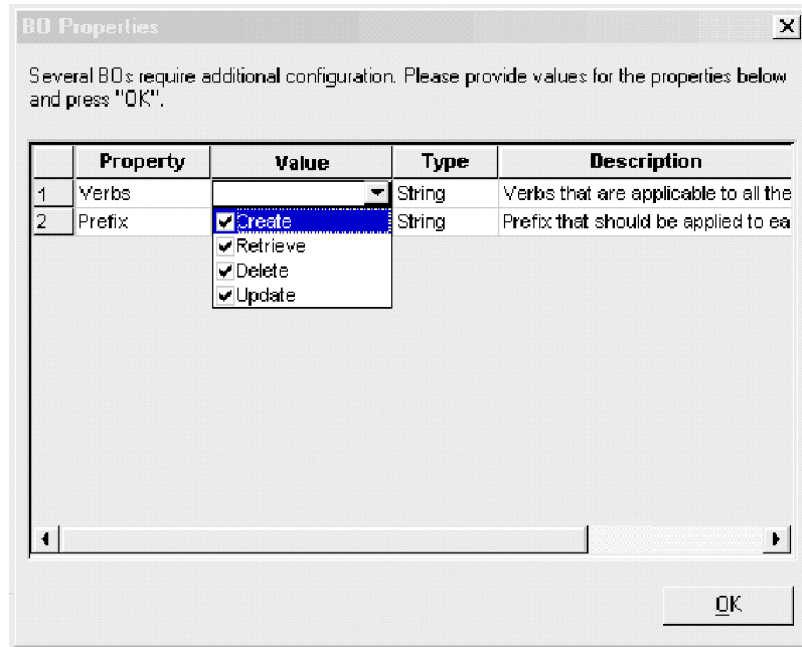 BO Properties
Several BOs require additional configuration. Please provide values for the properties below
and press "OK".
Property Value Type Description
1 Verbs String Verbs that are applicable to all the
2 Prefix String Prefix that should be applied to ea
Create
Retrieve
Delete
Update
OK